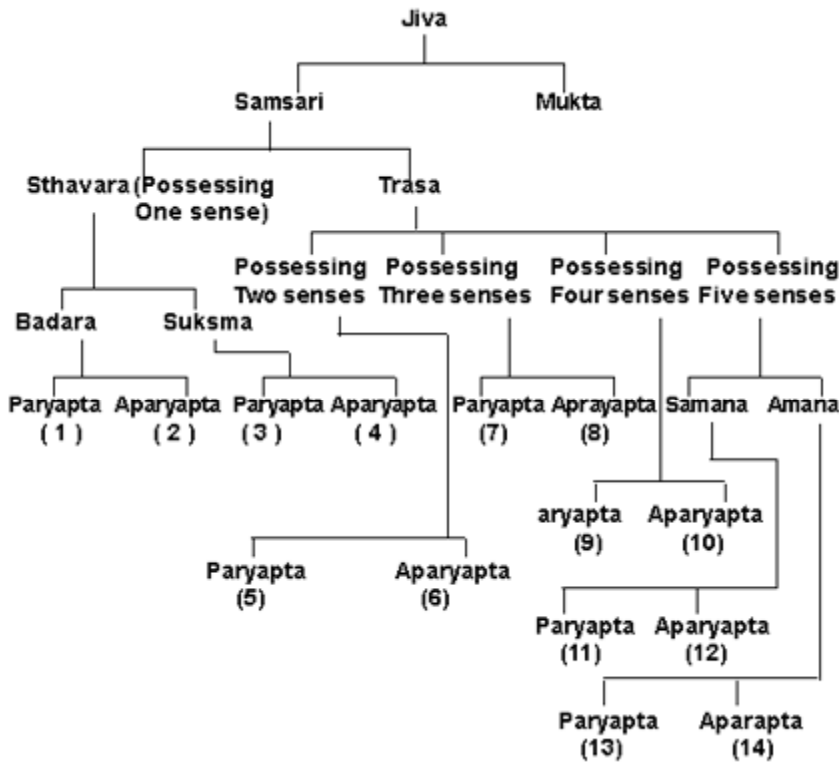 Jiva
Samsari Mukta
Sthavara (Possessing Trasa
One sense)
Possessing Possessing Possessing Possessing
Two senses Three senses Four senses Five senses
Badara Suksma
Paryapta Aparyapta Paryapta Aparyapta Paryapta Aprayapta Samana Amana
( 1 ) ( 2 ) ( 3 ) ( 4 ) (7) (8)
aryapta Aparyapta
(9) (10)
Paryapta Aparyapta
(5) (6)
Paryapta Aparyapta
(11) (12)
Paryapta Aparapta
(13) (14)